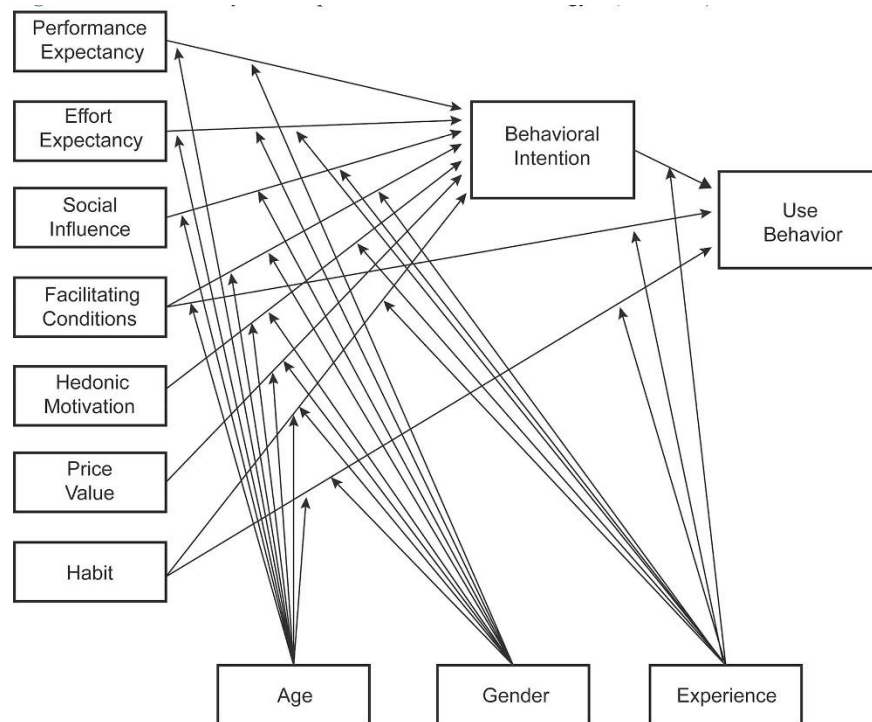 Performance
Expectancy
Effort
Expectancy
Social
Influence
Facilitating
Conditions
Hedonic
Motivation
Price
Value
Habit
Behavioral
Intention
Use
Behavior
Age
Gender
Experience